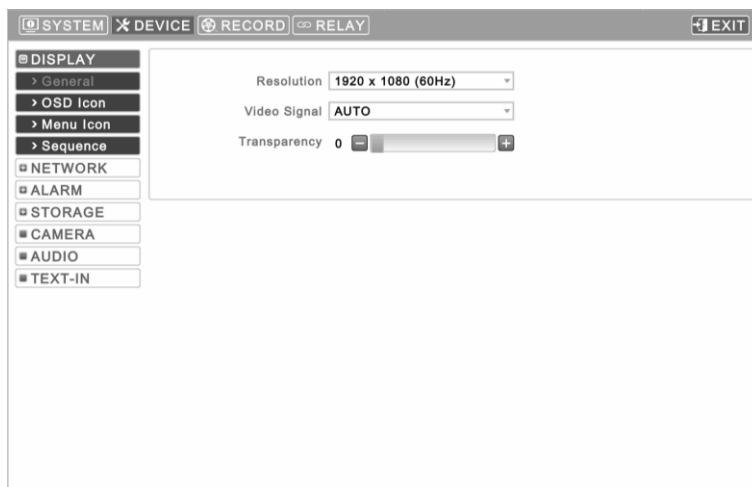 SYSTEM DEVICE RECORD RELAY EXIT
DISPLAY
> General
> OSD Icon
> Menu Icon
> Sequence
NETWORK
ALARM
STORAGE
CAMERA
AUDIO
TEXT-IN
Resolution 1920 x 1080 (60Hz)
Video Signal AUTO
Transparency 0